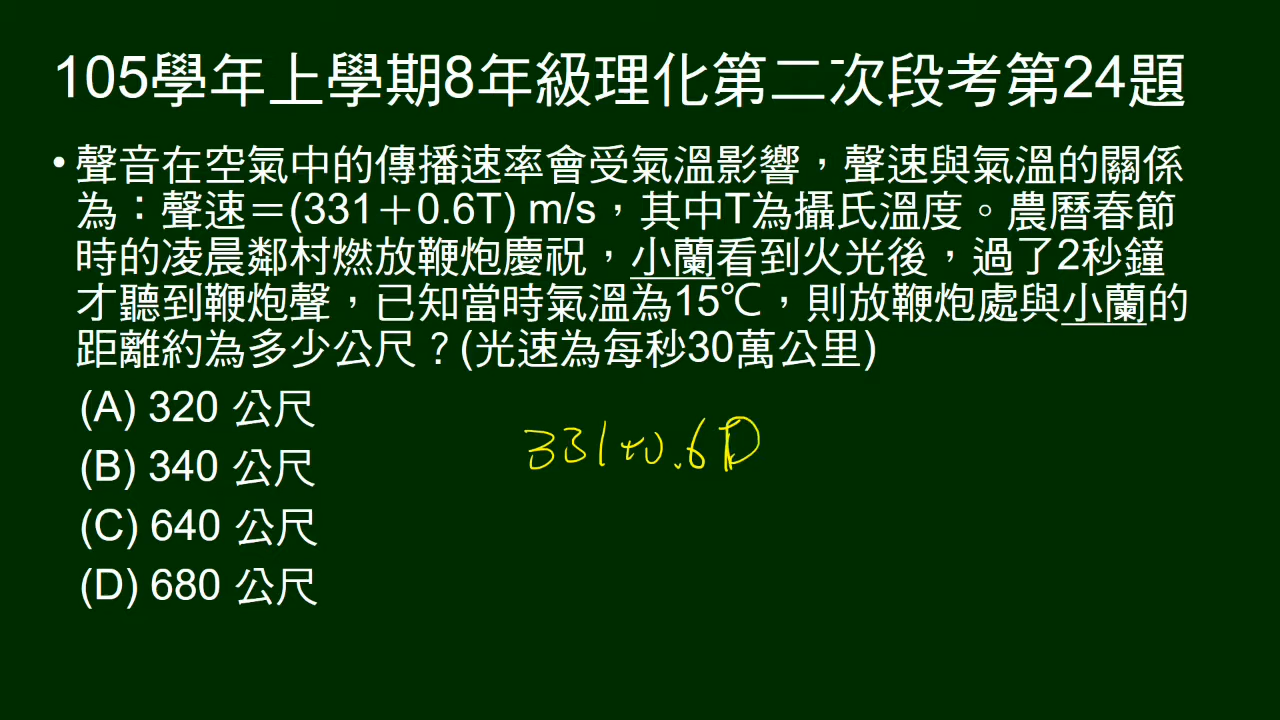 105學年上學期8年級理化第二次段考第24題
• 聲音在空氣中的傳播速率會受氣溫影響，聲速與氣溫的關係
為：聲速＝(331＋0.6T) m/s，其中T為攝氏溫度。農曆春節
時的凌晨鄰村燃放鞭炮慶祝，小蘭看到火光後，過了2秒鐘
才聽到鞭炮聲，已知當時氣溫為15℃，則放鞭炮處與小蘭的
距離約為多少公尺？(光速為每秒30萬公里)
(A) 320 公尺
331+0.6
(B) 340 公尺
(C) 640 公尺
(D) 680 公尺